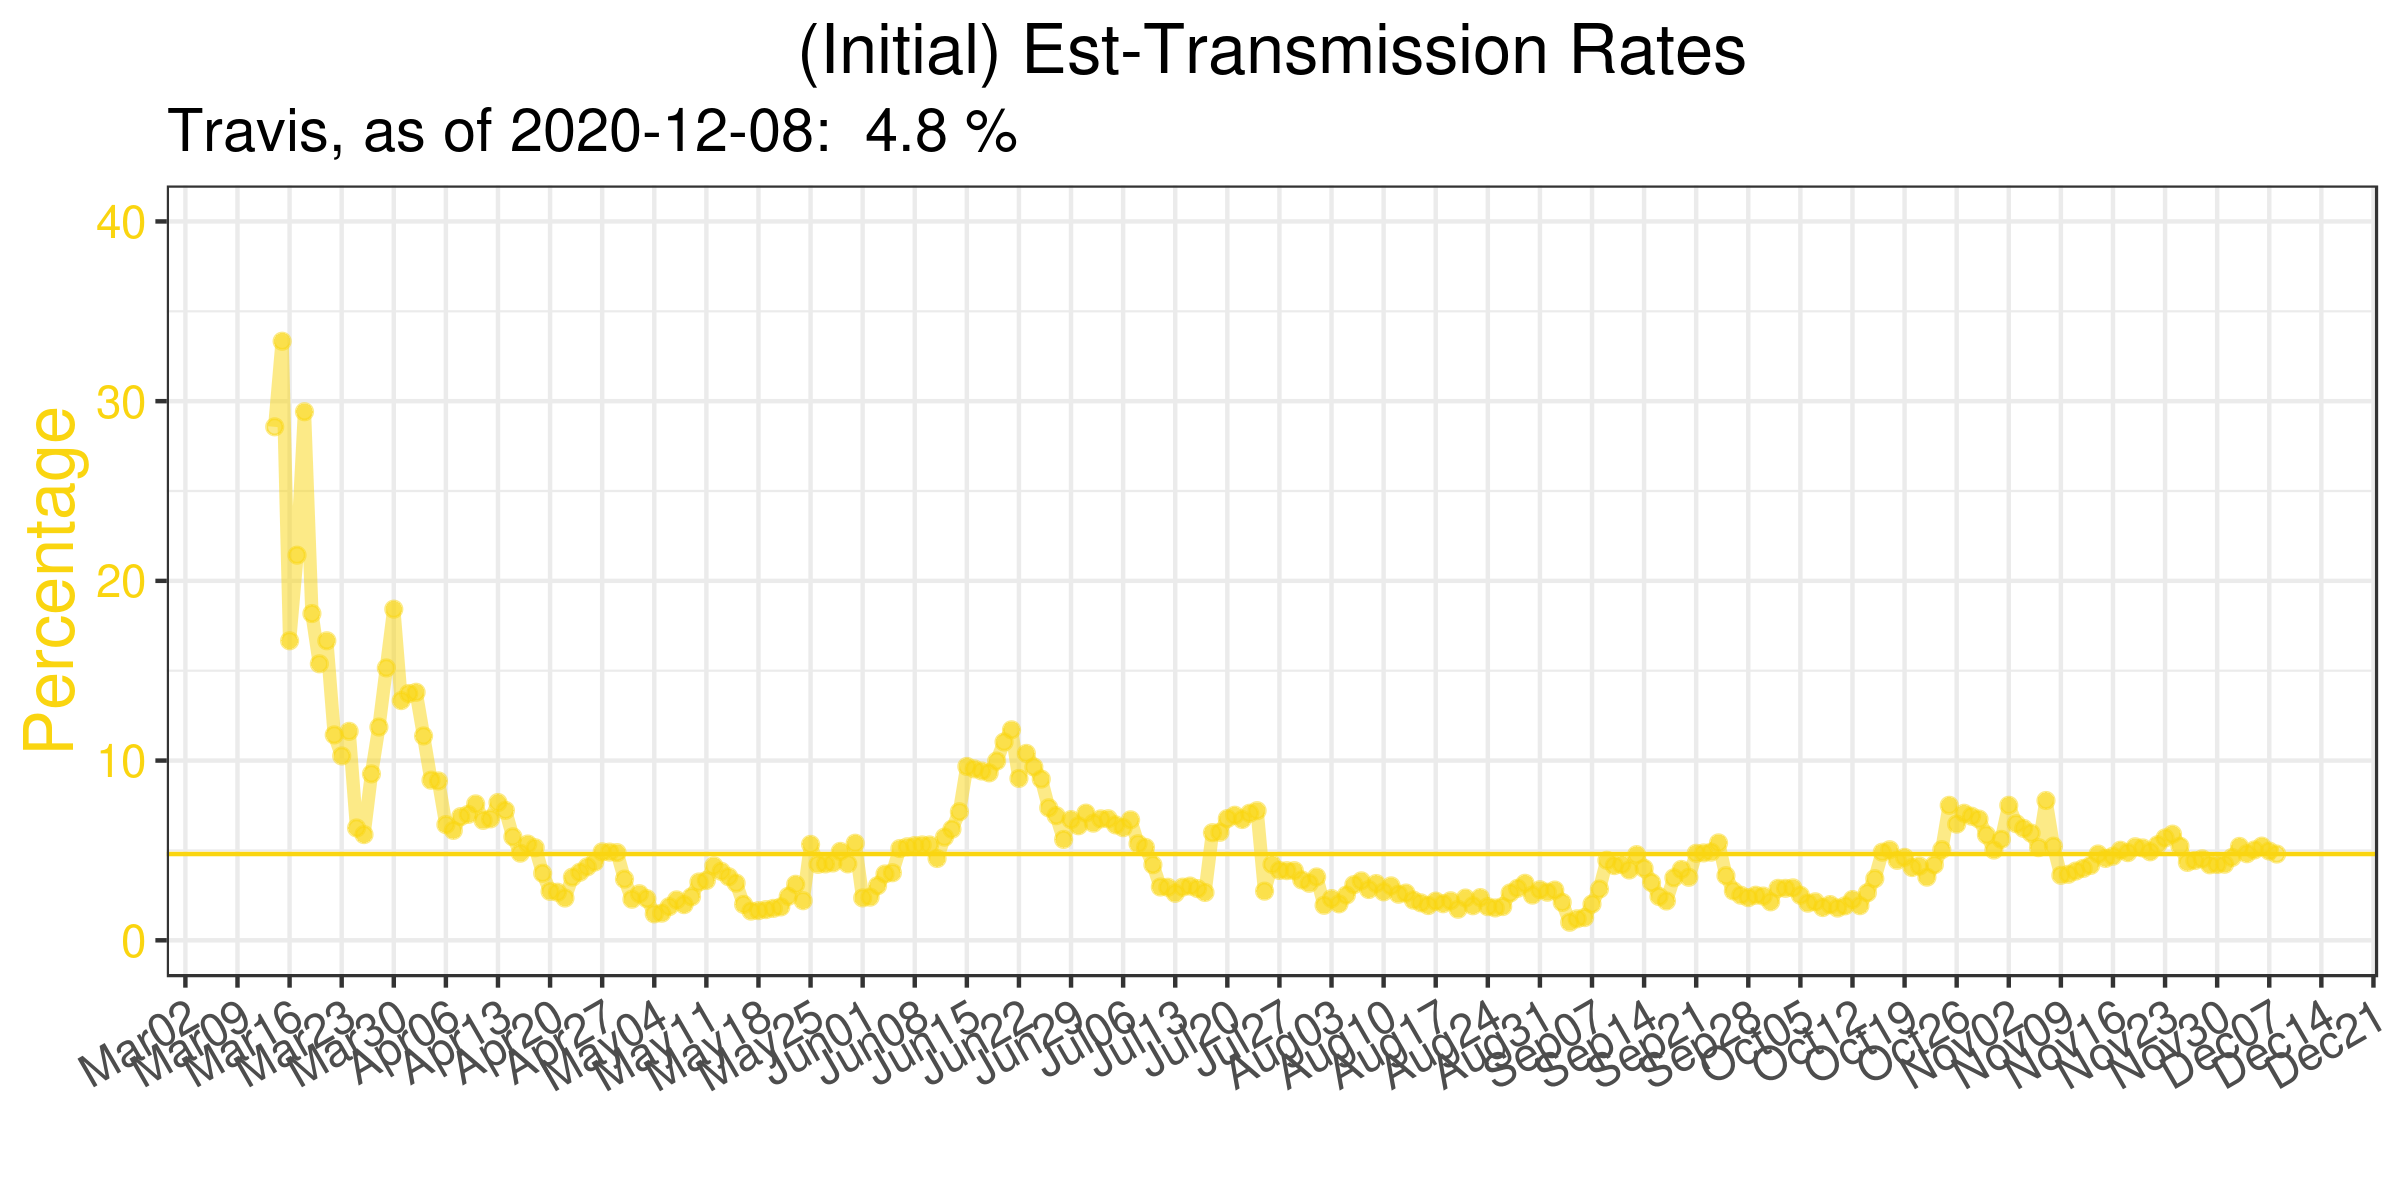 (Initial) Est-Transmission Rates
Travis, as of 2020-12-08:  4.8 %
Percentage
40
30
20
10
0
Mar02
Mar09
Mar16
Mar23
Mar30
Apr06
Apr13
Apr20
Apr27
May04
May11
May18
May25
Jun01
Jun08
Jun15
Jun22
Jun29
Jul06
Jul13
Jul20
Jul27
Aug03
Aug10
Aug17
Aug24
Aug31
Sep07
Sep14
Sep21
Sep28
Oct05
Oct12
Oct19
Oct26
Nov02
Nov09
Nov16
Nov23
Nov30
Dec07
Dec14
Dec21